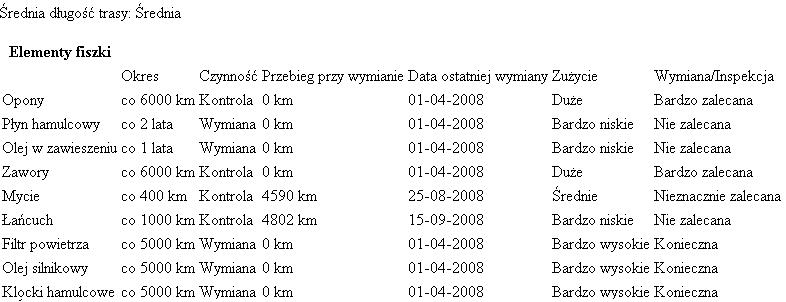 Średnia długość trasy: Średnia
Elementy fiszki
Okres Czynność Przebieg przy wymianie Data ostatniej wymiany Zużycie Wymiana/Inspekcja
Opony co 6000 km Kontrola 0 km 01-04-2008 Duże Bardzo zalecana
Płyn hamulcowy co 2 lata Wymiana 0 km 01-04-2008 Bardzo niskie Nie zalecana
Olej w zawieszeniu co 1 lata Wymiana 0 km 01-04-2008 Bardzo niskie Nie zalecana
Zawory co 6000 km Kontrola 0 km 01-04-2008 Duże Bardzo zalecana
Mycie co 400 km Kontrola 4590 km 25-08-2008 Średnie Nieznacznie zalecana
Łańcuch co 1000 km Kontrola 4802 km 15-09-2008 Bardzo niskie Nie zalecana
Filtr powietrza co 5000 km Wymiana 0 km 01-04-2008 Bardzo wysokie Konieczna
Olej silnikowy co 5000 km Wymiana 0 km 01-04-2008 Bardzo wysokie Konieczna
Klocki hamulcowe co 5000 km Wymiana 0 km 01-04-2008 Bardzo wysokie Konieczna